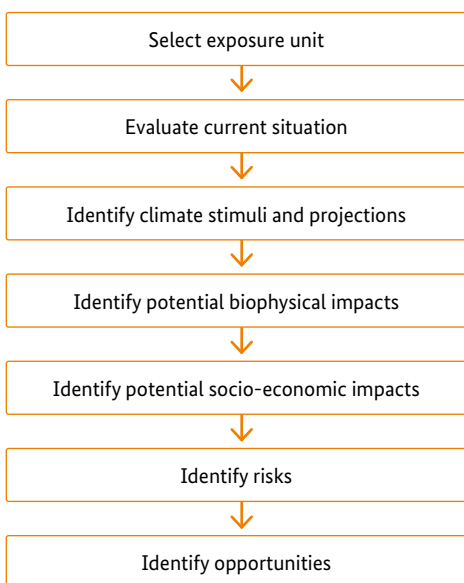 Select exposure unit
Evaluate current situation
Identify climate stimuli and projections
Identify potential biophysical impacts
Identify potential socio-economic impacts
Identify risks
Identify opportunities